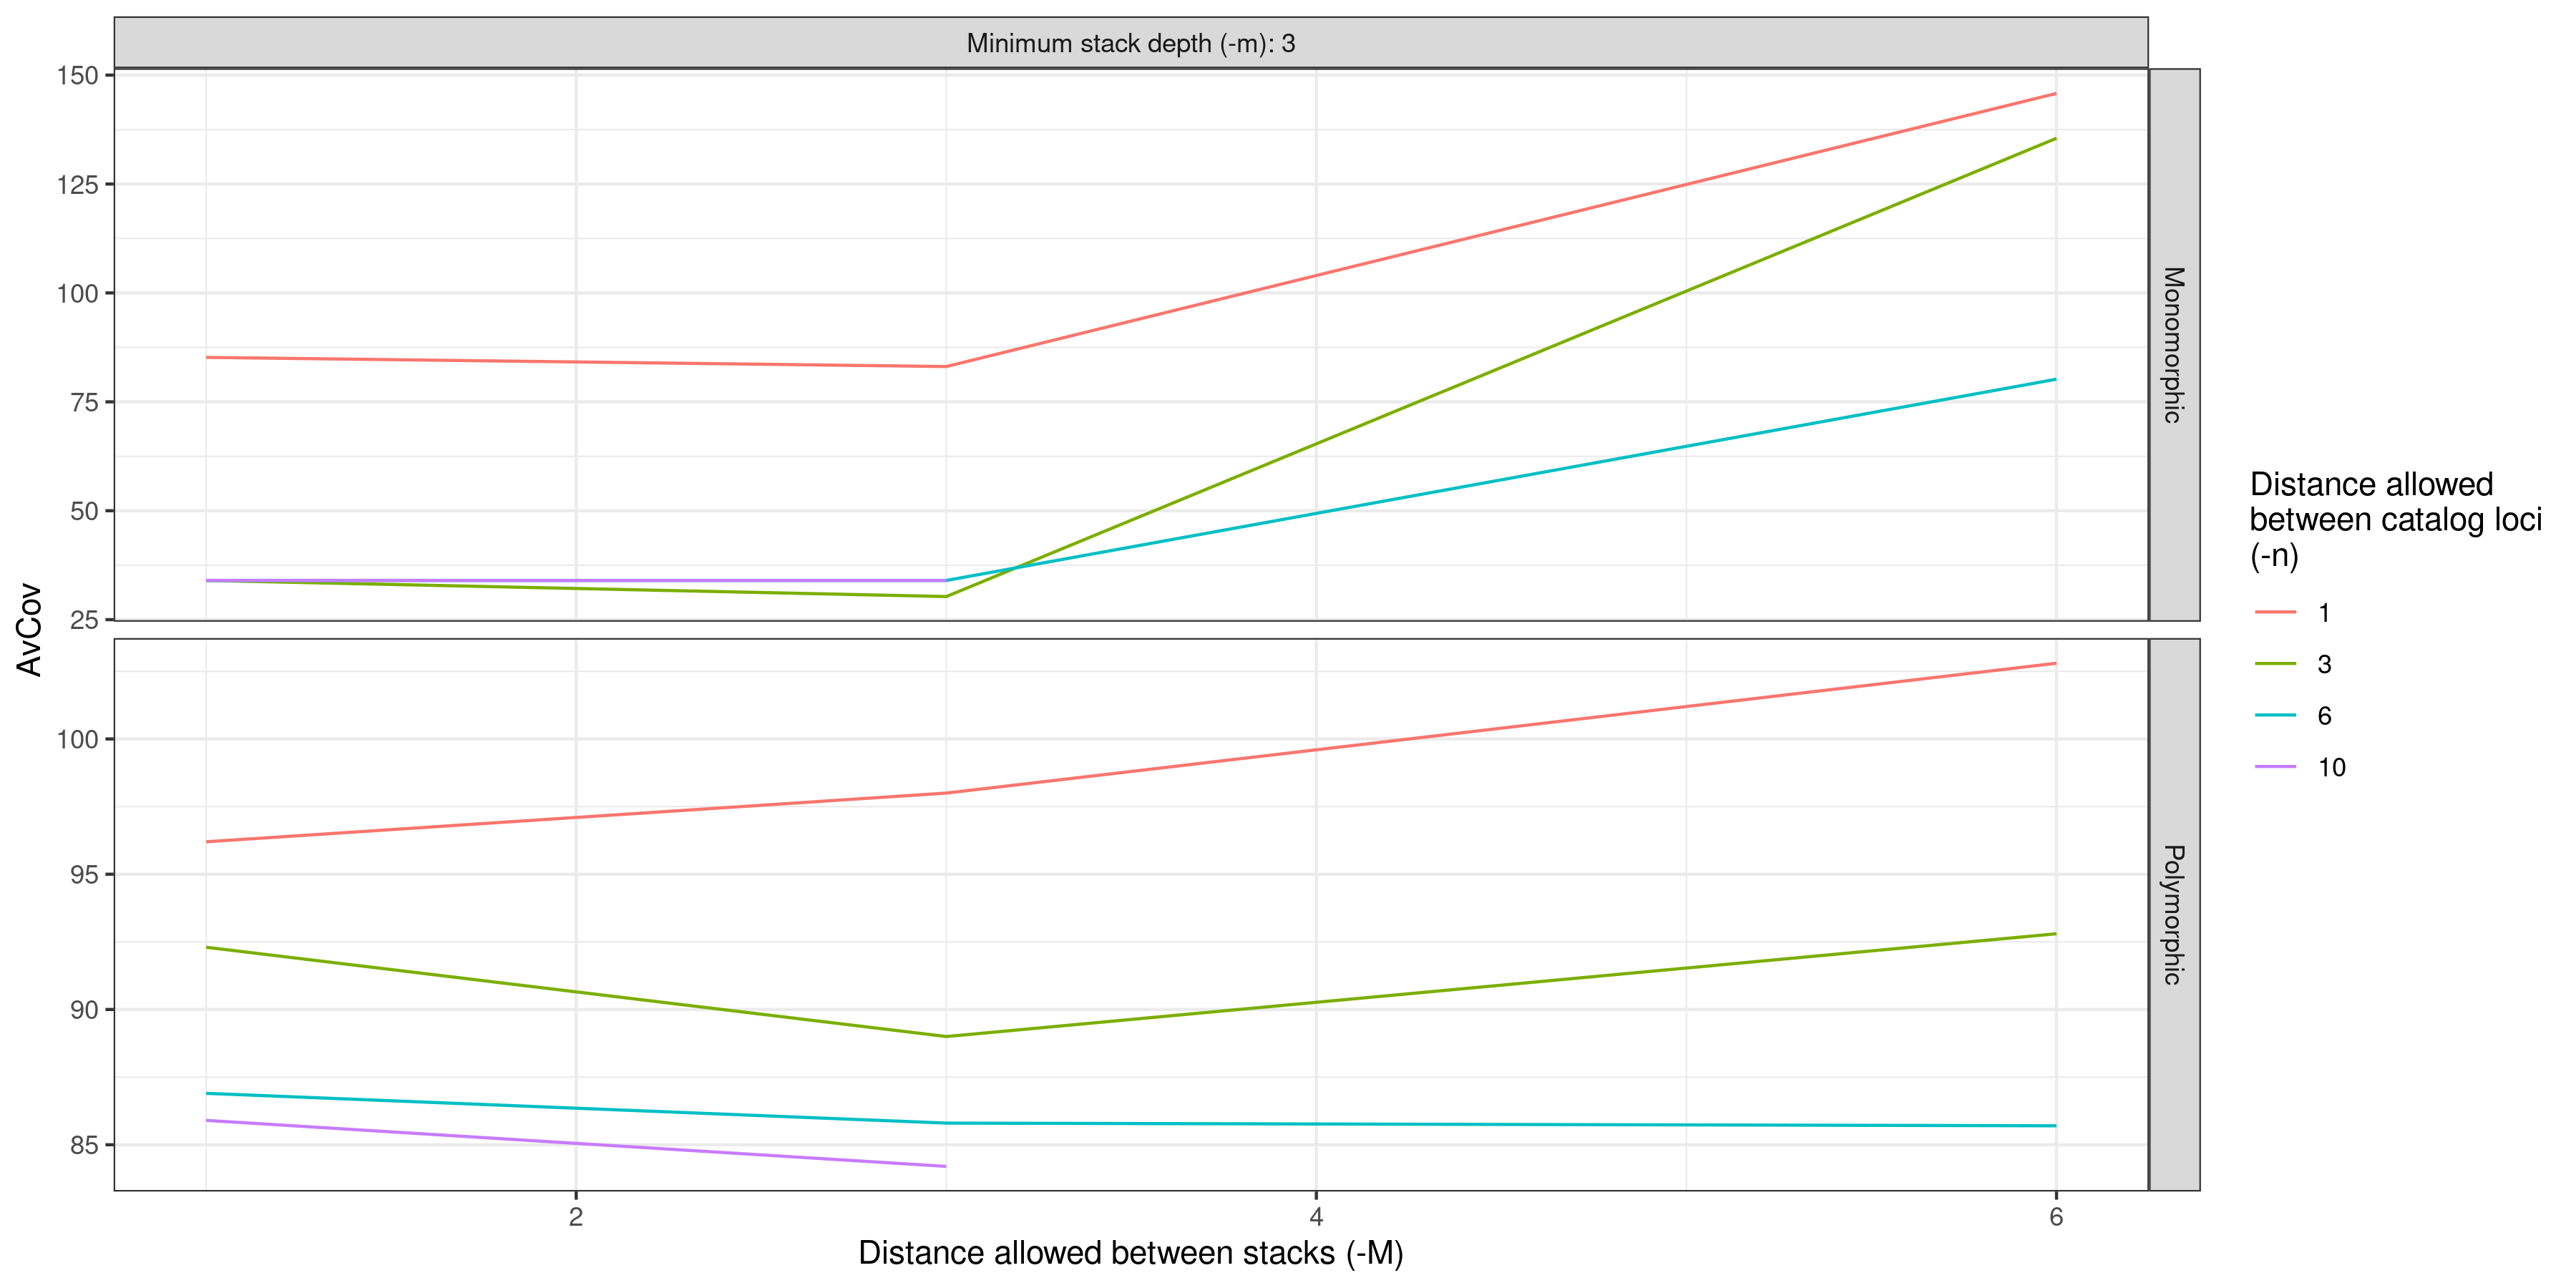 Minimum stack depth (-m): 3
150
125
100
75
50
25
Monomorphic
AvCov
100
95
90
85
Polymorphic
2
4
6
Distance allowed between stacks (-M)
Distance allowed
between catalog loci
(-n)
1
3
6
10